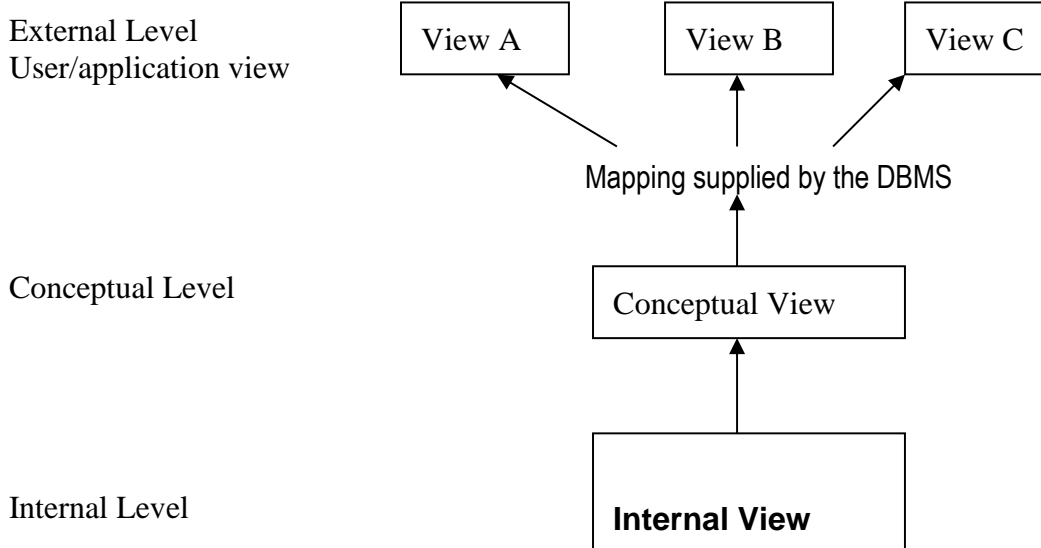 External Level
User/application view
View A
View B
View C
Mapping supplied by the DBMS
Conceptual Level
Conceptual View
Internal Level
Internal View